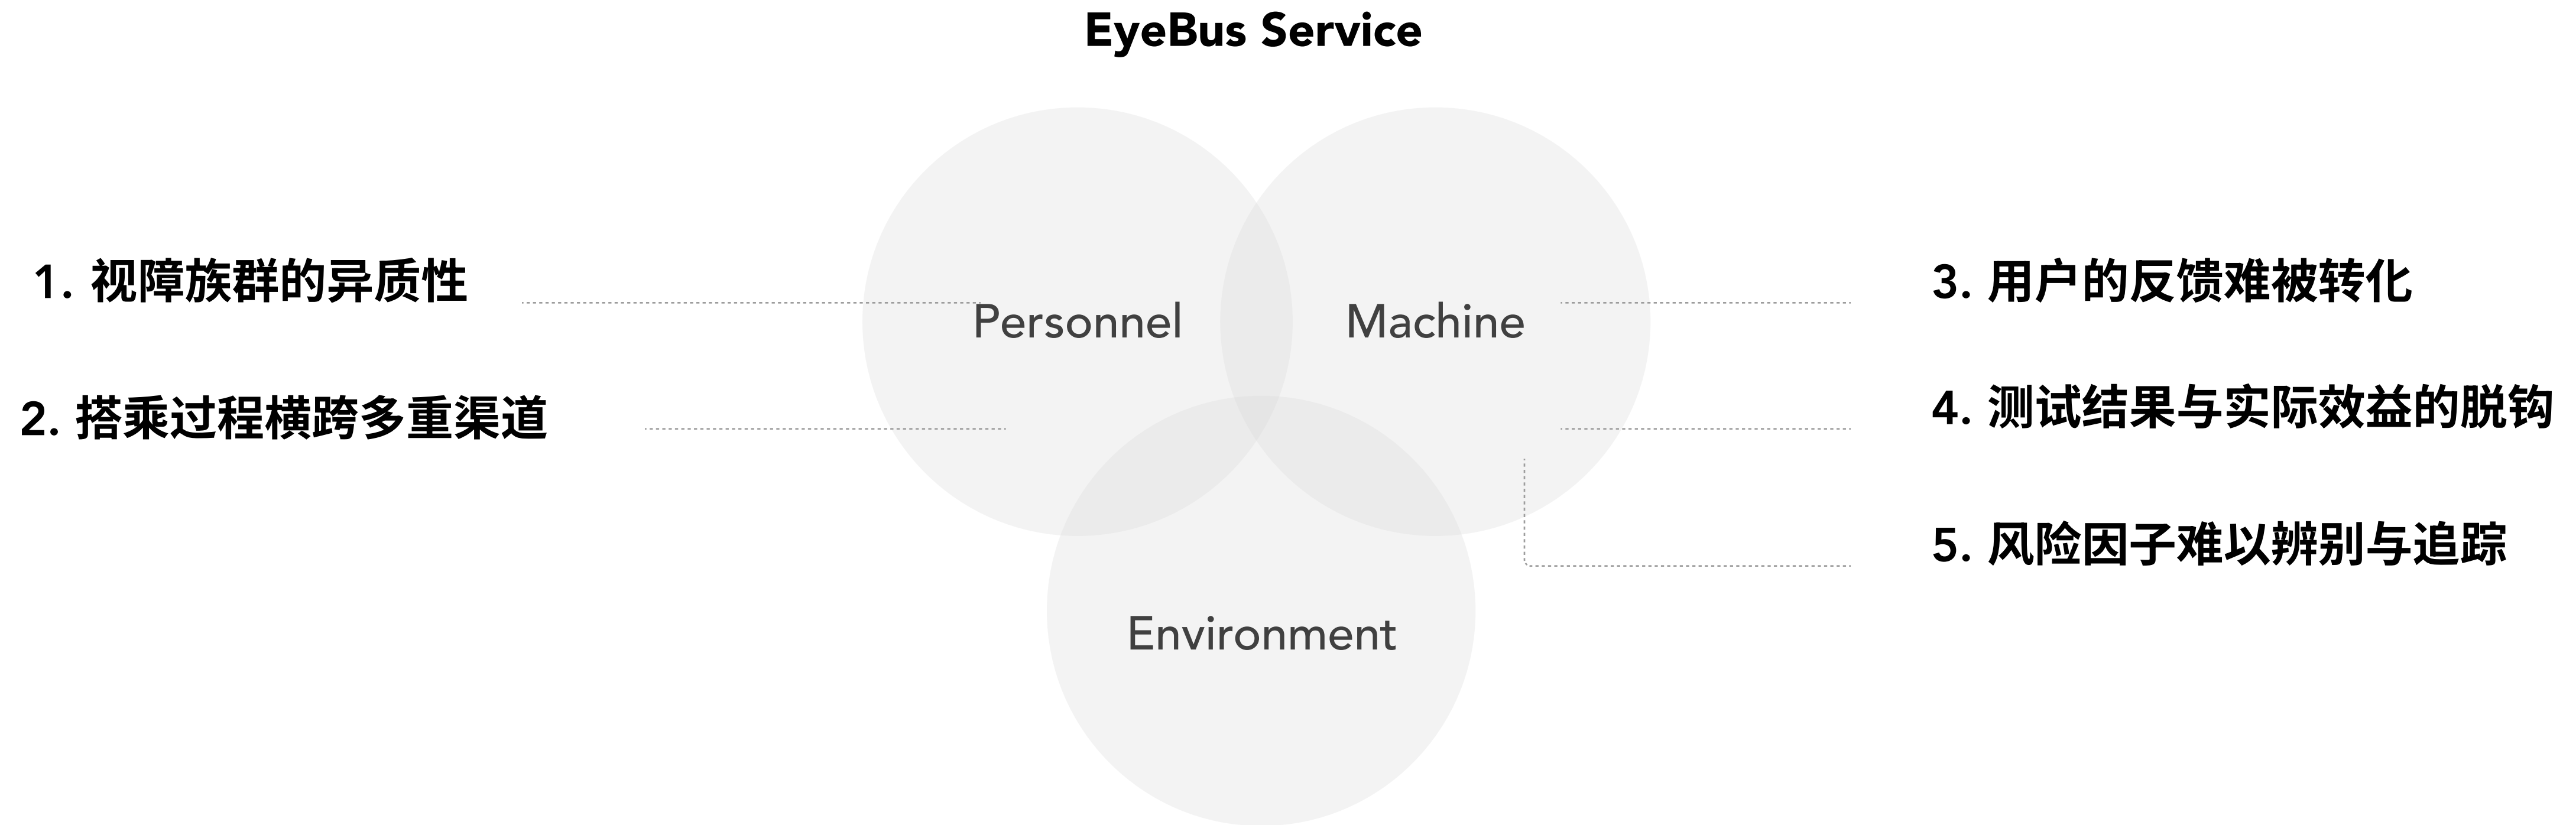 EyeBus Service
1. 视障族群的异质性
2. 搭乘过程横跨多重渠道
Personnel
Machine
Environment
3. 用户的反馈难被转化
4. 测试结果与实际效益的脱钩
5. 风险因子难以辨别与追踪